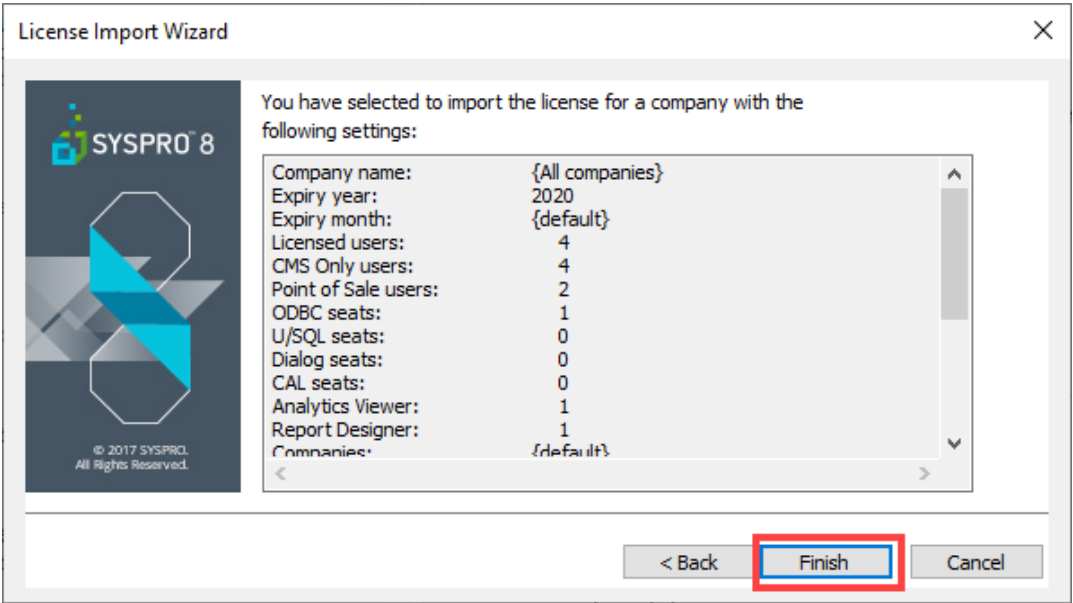 License Import Wizard
SYSPRO™ 8
© 2017 SYSPRO.
All Rights Reserved.
You have selected to import the license for a company with the
following settings:
Company name: {All companies}
Expiry year: 2020
Expiry month: {default}
Licensed users: 4
CMS Only users: 4
Point of Sale users: 2
ODBC seats: 1
U/SQL seats: 0
Dialog seats: 0
CAL seats: 0
Analytics Viewer: 1
Report Designer: 1
Companies: {default}
< Back
Finish
Cancel